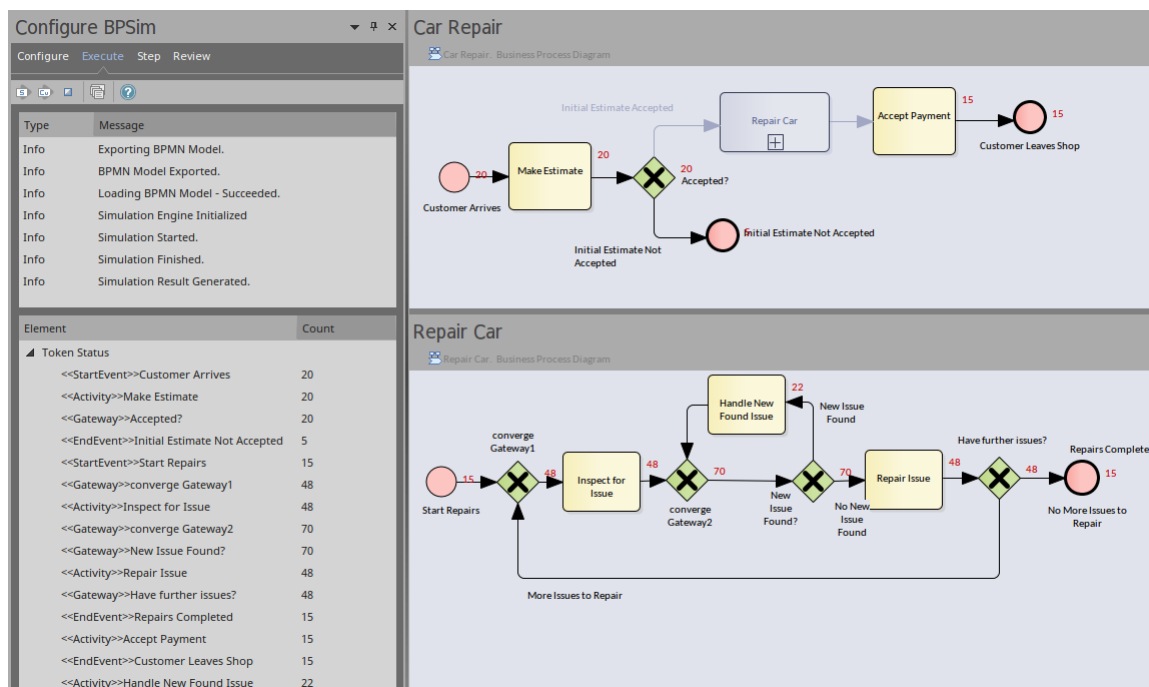 Configure BPSim
Configure Execute Step Review
Type Message
Info Exporting BPMN Model.
Info BPMN Model Exported.
Info Loading BPMN Model - Succeeded.
Info Simulation Engine Initialized
Info Simulation Started.
Info Simulation Finished.
Info Simulation Result Generated.
Element Count
Token Status
<<StartEvent>>Customer Arrives 20
<<Activity>>Make Estimate 20
<<Gateway>>Accepted? 20
<<EndEvent>>Initial Estimate Not Accepted 5
<<StartEvent>>Start Repairs 15
<<Gateway>>converge Gateway1 48
<<Activity>>Inspect for Issue 48
<<Gateway>>converge Gateway2 70
<<Gateway>>New Issue Found? 70
<<Activity>>Repair Issue 48
<<Gateway>>Have further issues? 48
<<EndEvent>>Repairs Completed 15
<<Activity>>Accept Payment 15
<<EndEvent>>Customer Leaves Shop 15
<<Activity>>Handle New Found Issue 22
Car Repair
Car Repair. Business Process Diagram
Customer Arrives
20
Make Estimate
20
Initial Estimate Accepted
20
Accepted?
Repair Car
Accept Payment
15
15
Customer Leaves Shop
Initial Estimate Not
Accepted
5
Initial Estimate Not Accepted
Repair Car
Repair Car. Business Process Diagram
Start Repairs
15
converge
Gateway1
48
Inspect for
Issue
48
converge
Gateway2
70
Handle New
Found Issue
22
New Issue
Found
New
Issue
Found?
70
No New
Issue
Found
Repair Issue
48
Have further issues?
48
Repairs Complete
15
No More Issues to
Repair
More Issues to Repair